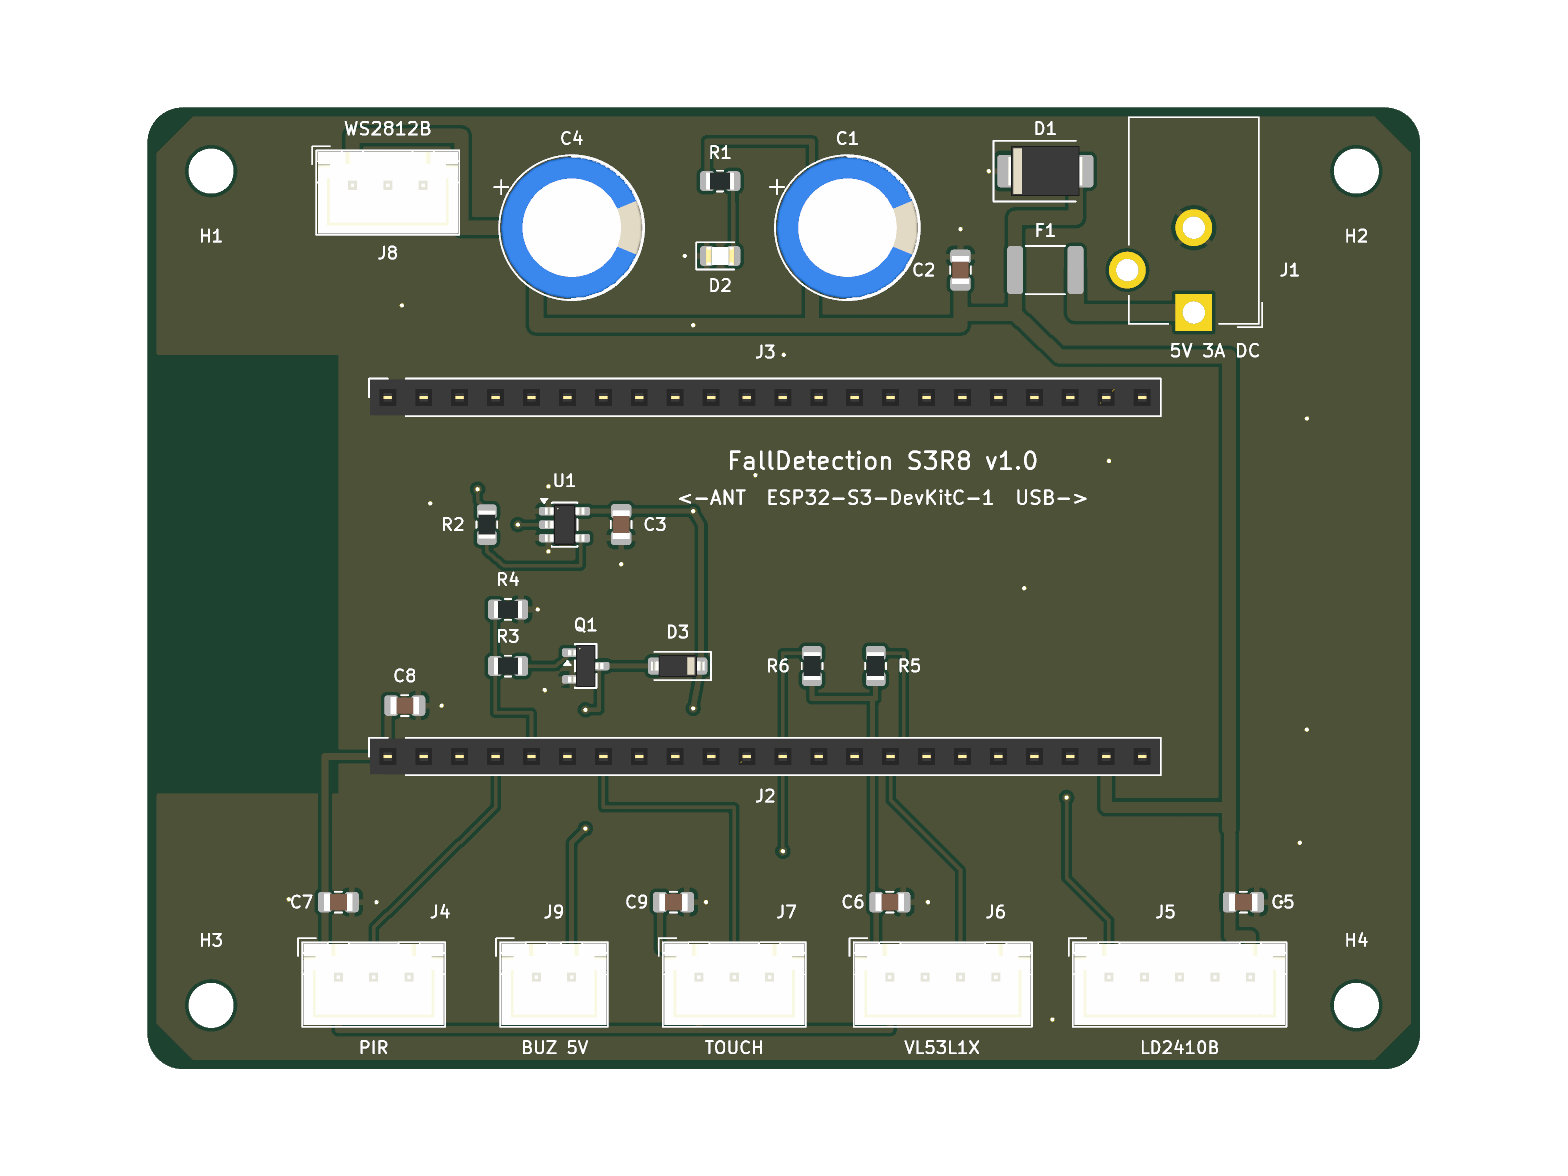 WS2812B
C4
C1
D1
R1
H1
J8
D2
C2
F1
J1
H2
J3
5V 3A DC
FallDetection S3R8 v1.0
<-ANT ESP32-S3-DevKitC-1 USB->
U1
R2
C3
R4
R3
Q1
D3
R6
R5
C8
J2
C7
J4
J9
C9
J7
C6
J6
J5
H3
H4
PIR
BUZ 5V
TOUCH
VL53L1X
LD2410B